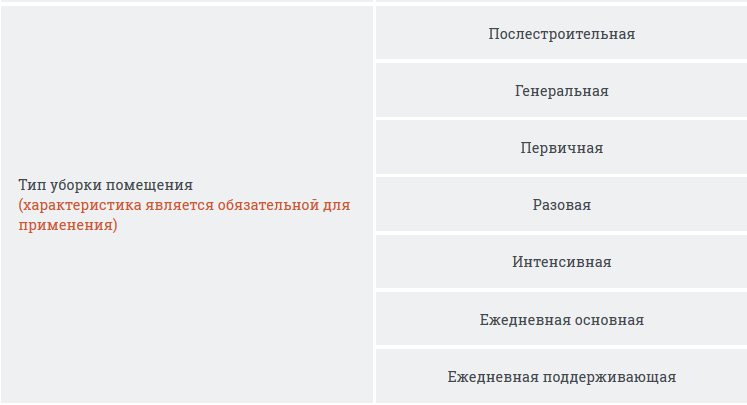 Послестроительная
Генеральная
Первичная
Тип уборки помещения
(характеристика является обязательной для
применения)
Разовая
Интенсивная
Ежедневная основная
Ежедневная поддерживающая